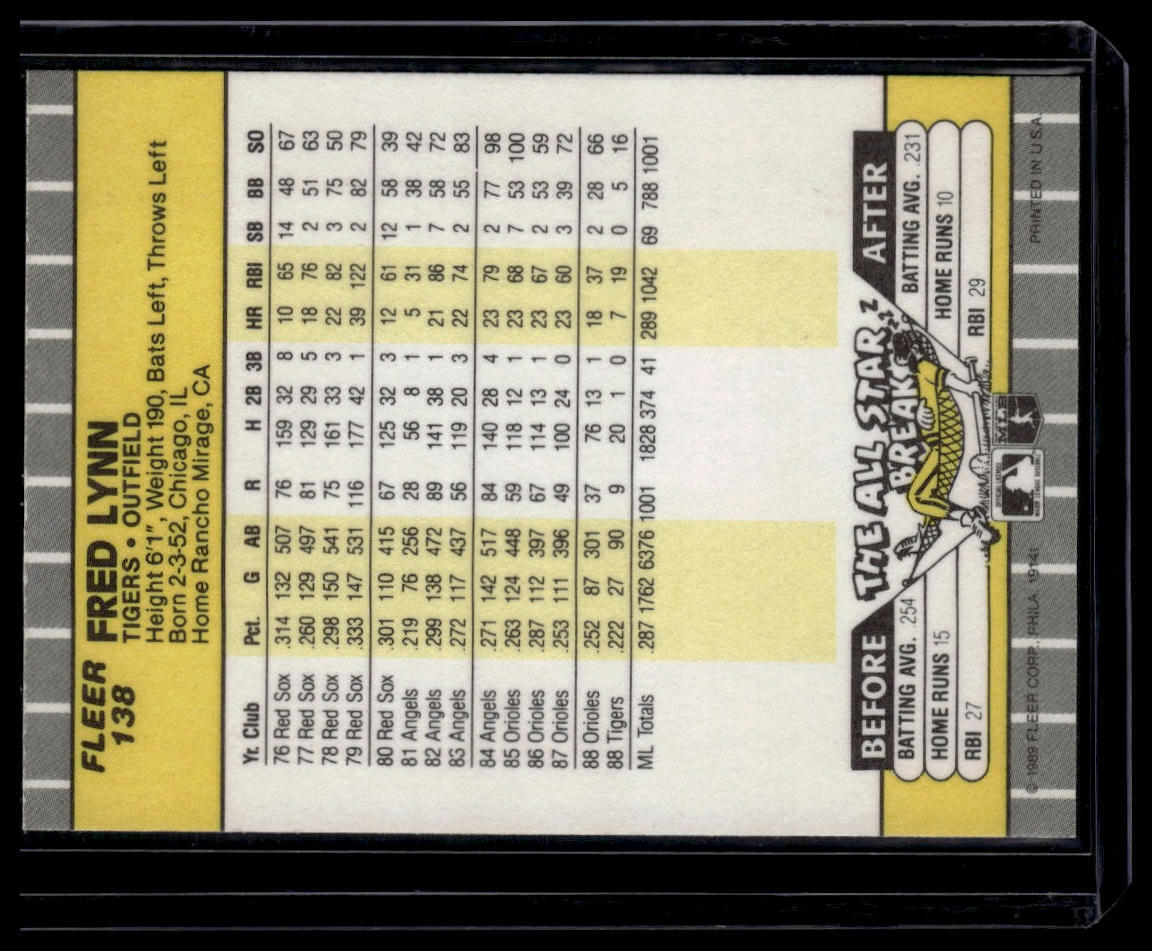 FLEER FRED LYNN
138 TIGERS • OUTFIELD
Height 6'1", Weight 190, Bats Left, Throws Left
Born 2-3-52, Chicago, IL
Home Rancho Mirage, CA
Yr. Club Pct. G AB R H 2B 3B HR RBI SB BB SO
76 Red Sox .314 132 507 76 159 32 8 10 65 14 48 67
77 Red Sox .260 129 497 81 129 29 5 18 76 2 51 63
78 Red Sox .298 150 541 75 161 33 3 22 82 3 75 50
79 Red Sox .333 147 531 116 177 42 1 39 122 2 82 79
80 Red Sox .301 110 415 67 125 32 3 12 61 12 58 39
81 Angels .219 76 256 28 56 8 1 5 31 1 38 42
82 Angels .299 138 472 89 141 38 1 21 86 7 58 72
83 Angels .272 117 437 56 119 20 3 22 74 2 55 83
84 Angels .271 142 517 84 140 28 4 23 79 2 77 98
85 Orioles .263 124 448 59 118 12 1 23 68 7 53 100
86 Orioles .287 112 397 67 114 13 1 23 67 2 53 59
87 Orioles .253 111 396 49 100 24 0 23 60 3 39 72
88 Orioles .252 87 301 37 76 13 1 18 37 2 28 66
88 Tigers .222 27 90 9 20 1 0 7 19 0 5 16
ML Totals .287 1762 6376 1001 1828 374 41 289 1042 69 788 1001
BEFORE THE ALL STAR BREAK AFTER
z z z
BATTING AVG. .254 BATTING AVG. .231
HOME RUNS 15 HOME RUNS 10
RBI 27 RBI 29
MLB
© 1989 FLEER CORP., PHILA. 19141 PRINTED IN U.S.A.